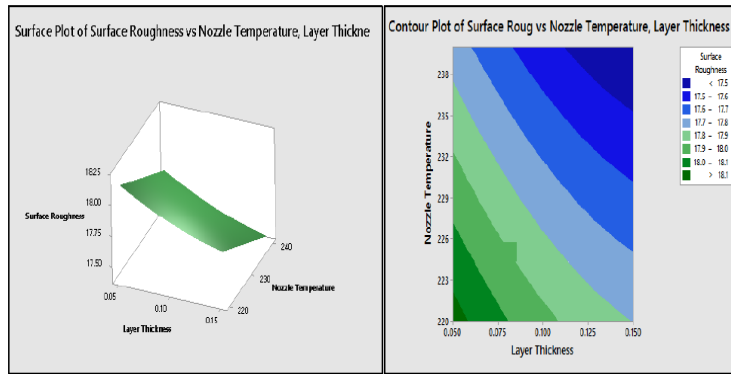 Surface Plot of Surface Roughness vs Nozzle Temperature, Layer Thickne
18.25
18.00
Surface Roughness
17.75
17.50
240
230
Nozzle Temperature
220
0.05
0.10
0.15
Layer Thickness
Contour Plot of Surface Roug vs Nozzle Temperature, Layer Thickness
Surface
Roughness
< 17.5
17.5 – 17.6
17.6 – 17.7
17.7 – 17.8
17.8 – 17.9
17.9 – 18.0
18.0 – 18.1
> 18.1
Nozzle Temperature
238
235
232
229
226
223
220
0.050
0.075
0.100
0.125
0.150
Layer Thickness